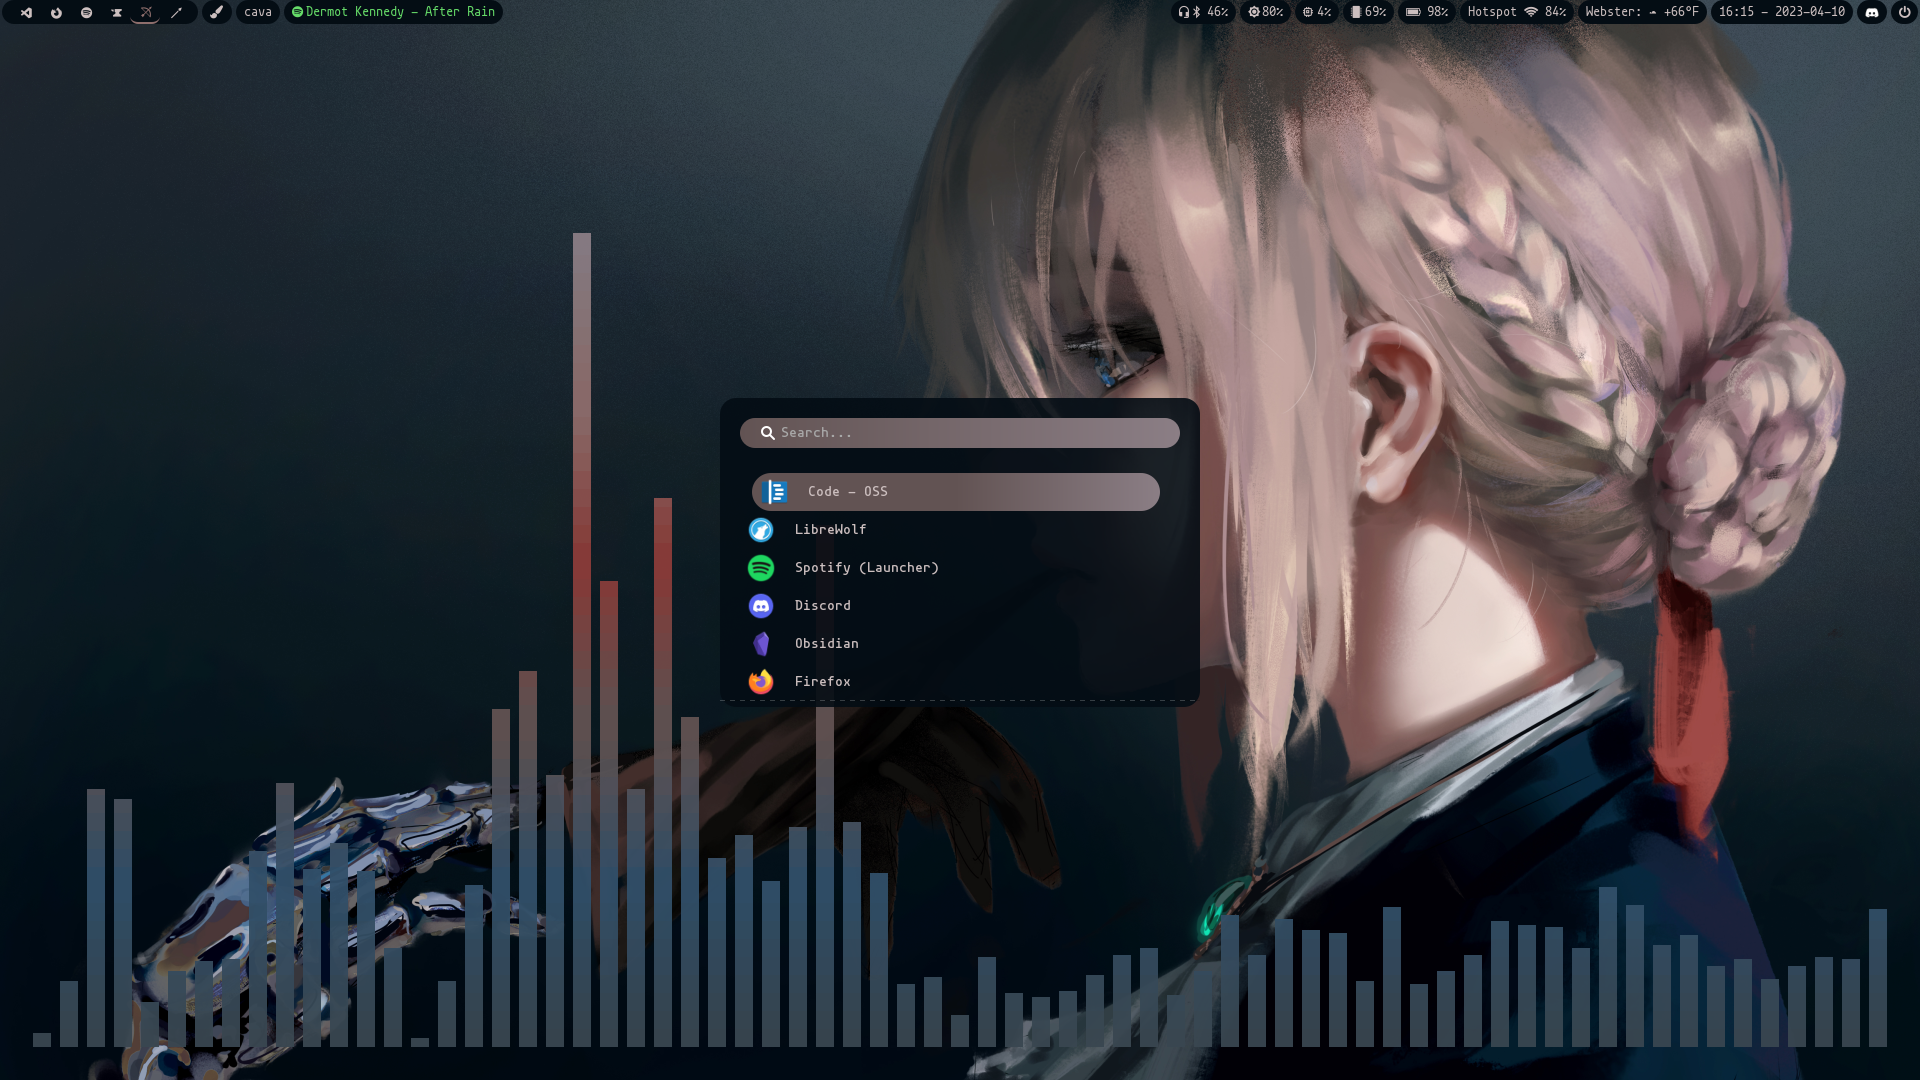 cava
Dermot Kennedy – After Rain
46%
80%
4%
69%
98%
Hotspot 84%
Webster: +66°F
16:15 – 2023-04-10
Search...
Code – OSS
LibreWolf
Spotify (Launcher)
Discord
Obsidian
Firefox